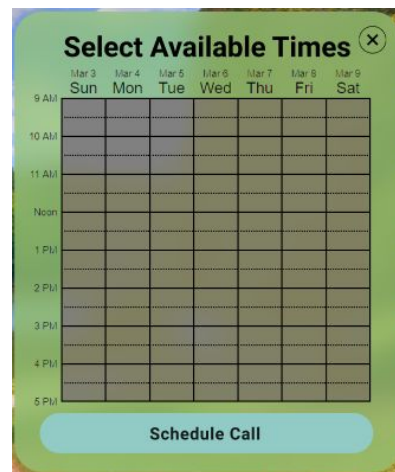 Select Available Times
Mar 3 Mar 4 Mar 5 Mar 6 Mar 7 Mar 8 Mar 9
Sun Mon Tue Wed Thu Fri Sat
9 AM
10 AM
11 AM
Noon
1 PM
2 PM
3 PM
4 PM
5 PM
Schedule Call